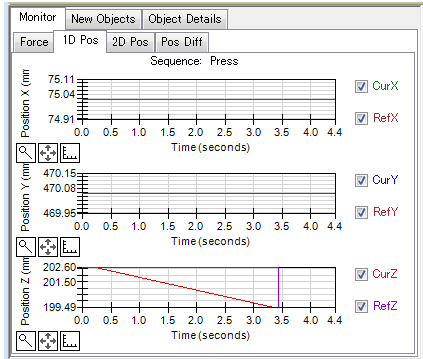 Monitor New Objects Object Details
Force 1D Pos 2D Pos Pos Diff
Sequence: Press
Position X (mm
75.11
75.04
74.91
0.0 0.5 1.0 1.5 2.0 2.5 3.0 3.5 4.0 4.4
Time (seconds)
CurX
RefX
Position Y (mm
470.15
470.08
469.95
0.0 0.5 1.0 1.5 2.0 2.5 3.0 3.5 4.0 4.4
Time (seconds)
CurY
RefY
Position Z (mm
202.60
201.50
199.49
0.0 0.5 1.0 1.5 2.0 2.5 3.0 3.5 4.0 4.4
Time (seconds)
CurZ
RefZ